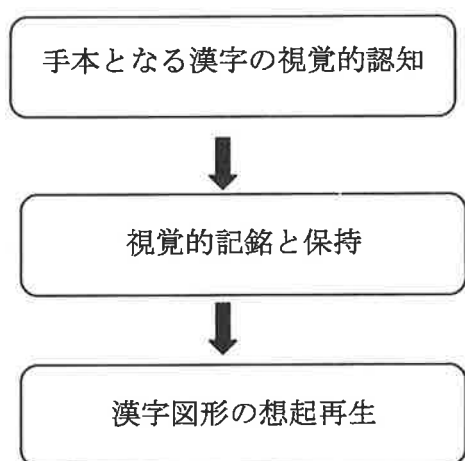 手本となる漢字の視覚的認知
視覚的記銘と保持
漢字図形の想起再生